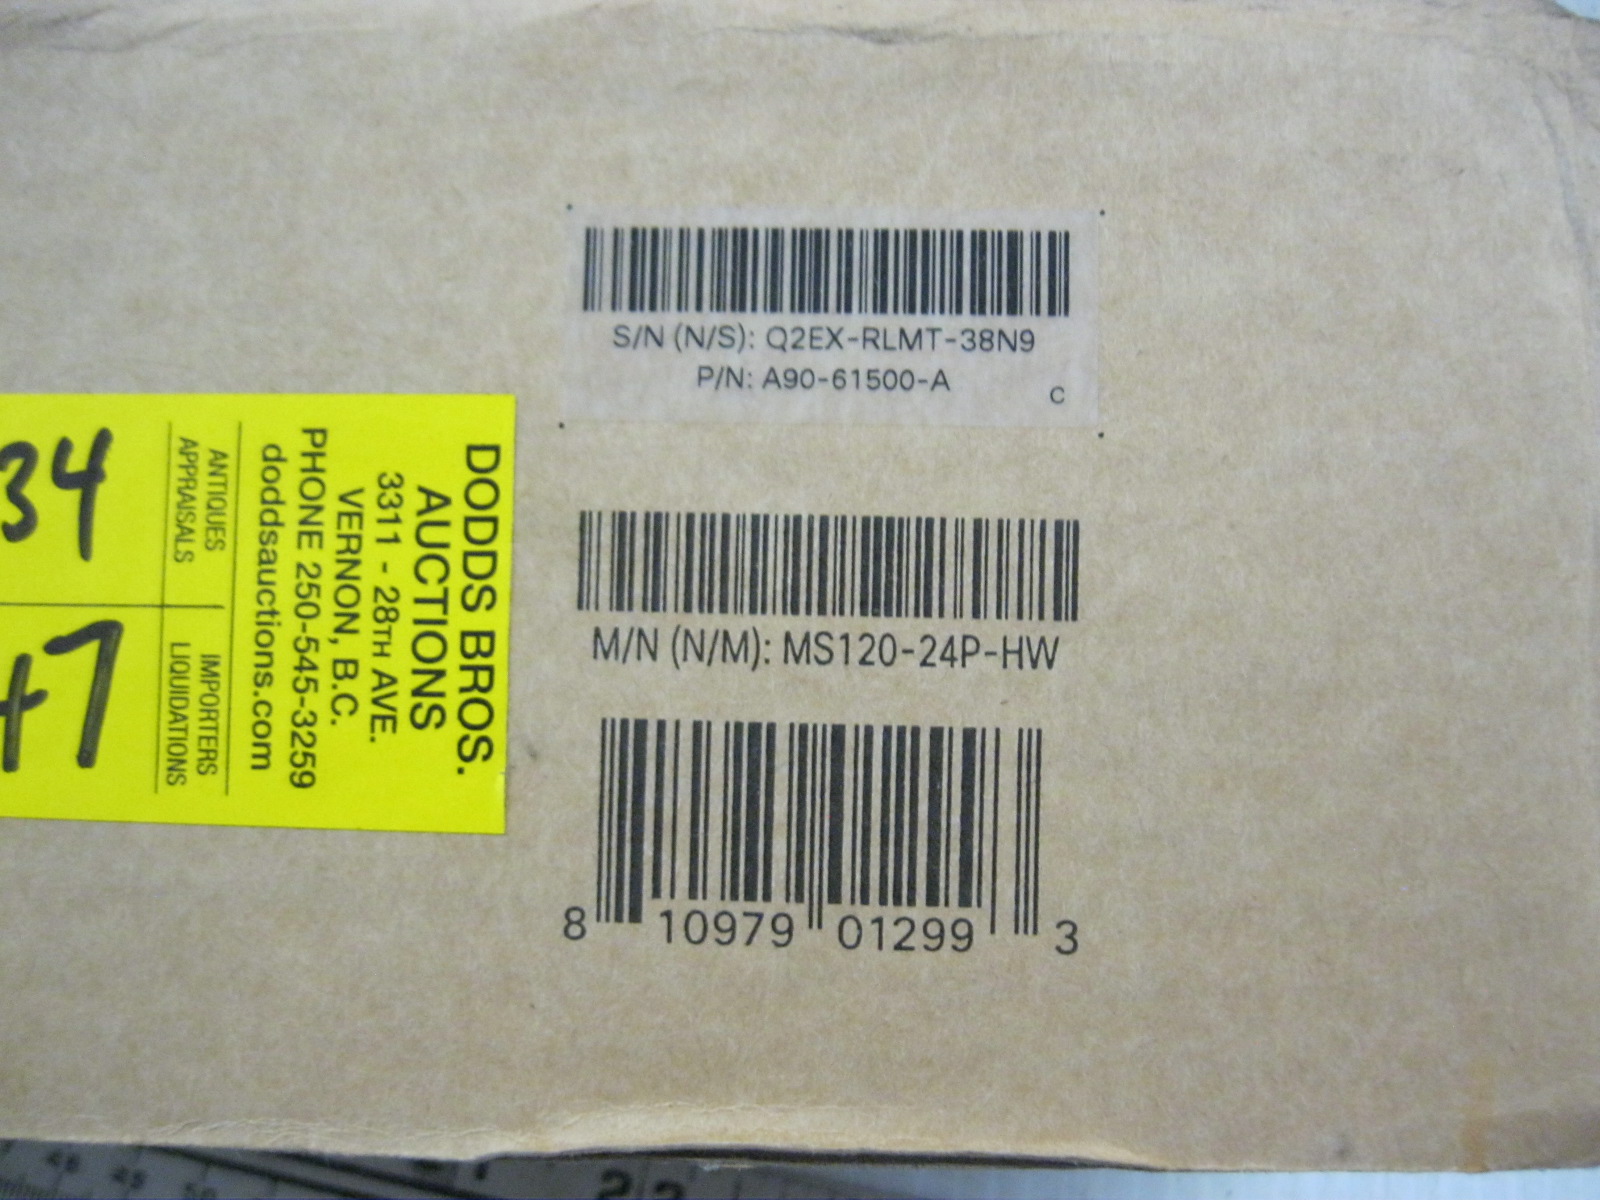 S/N (N/S): Q2EX-RLMT-38N9
P/N: A90-61500-A
C
M/N (N/M): MS120-24P-HW
8 10979 01299 3
DODDS BROS.
AUCTIONS
3311 - 28TH AVE.
VERNON, B.C.
PHONE 250-545-3259
doddsauctions.com
ANTIQUES
APPRAISALS
IMPORTERS
LIQUIDATIONS
34
47
22